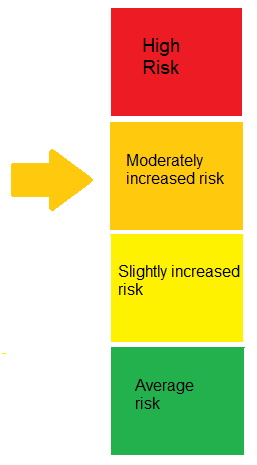 High
Risk
Moderately
increased risk
Slightly increased
risk
Average
risk